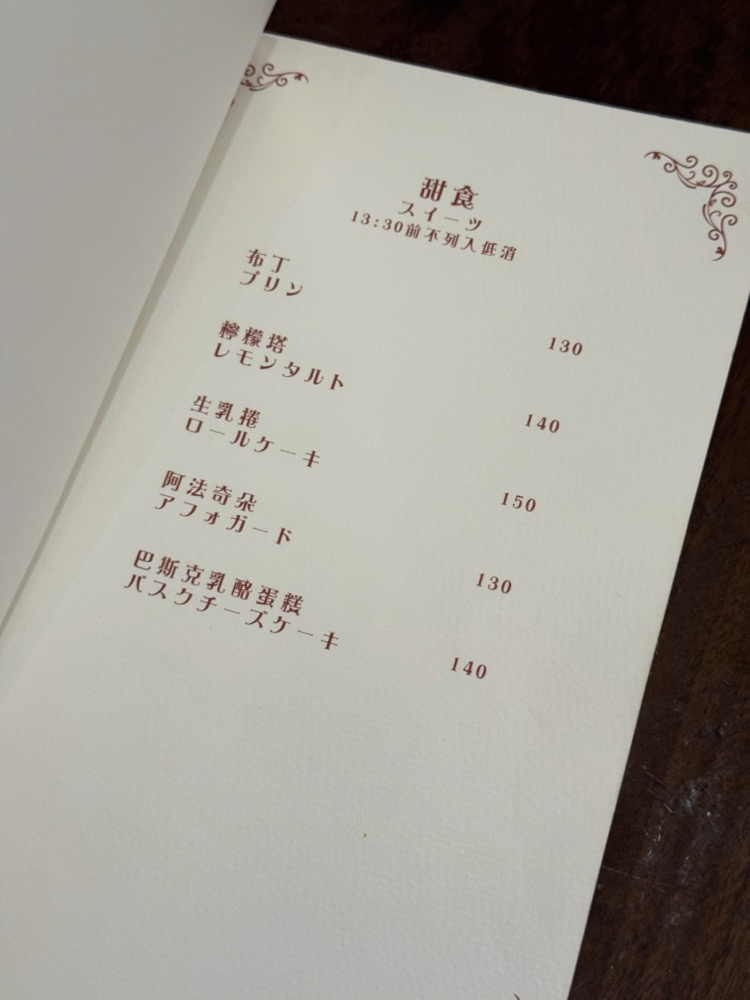 甜食
スイーツ
13:30前不列入低消
布丁
プリン
130
檸檬塔
レモンタルト
140
生乳捲
ロールケーキ
150
阿法奇朵
アフォガード
130
巴斯克乳酪蛋糕
バスクチーズケーキ
140